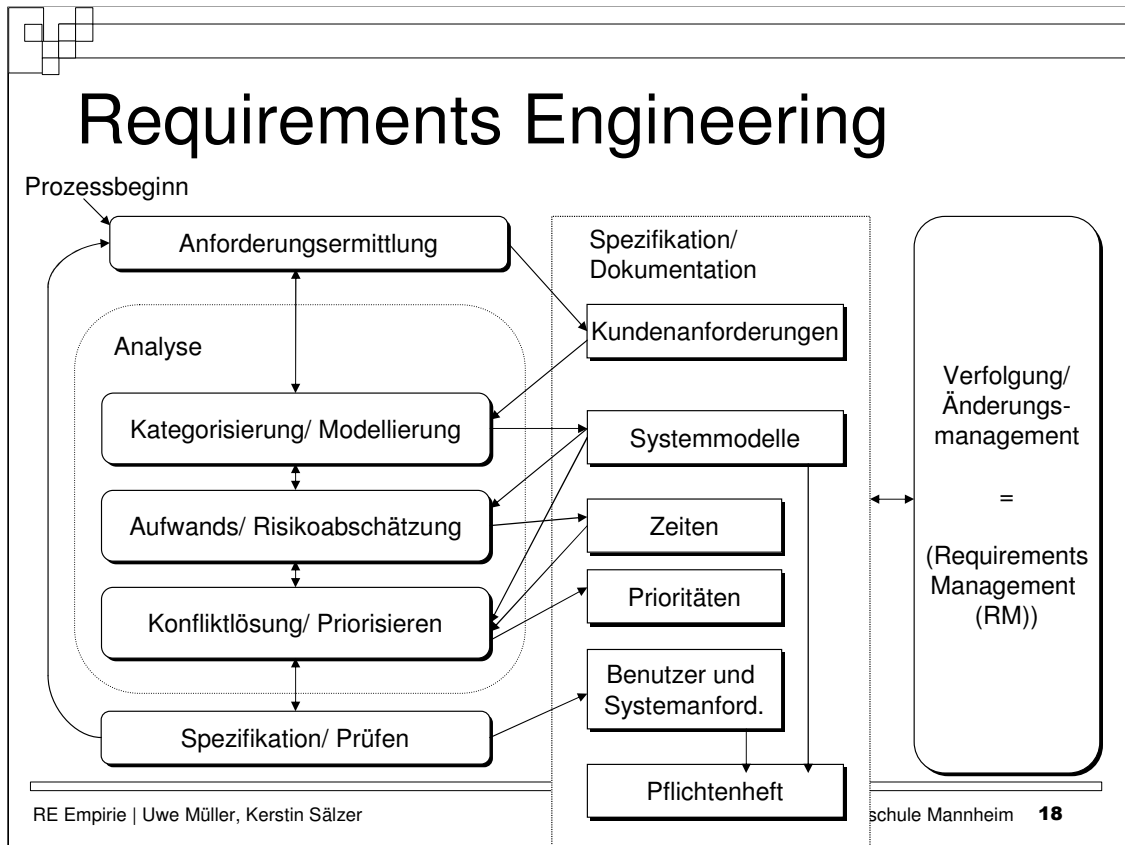 Requirements Engineering
Prozessbeginn
Anforderungsermittlung
Analyse
Kategorisierung/ Modellierung
Aufwands/ Risikoabschätzung
Konfliktlösung/ Priorisieren
Spezifikation/ Prüfen
Spezifikation/
Dokumentation
Kundenanforderungen
Systemmodelle
Zeiten
Prioritäten
Benutzer und
Systemanford.
Pflichtenheft
Verfolgung/
Änderungs-
management
=
(Requirements
Management
(RM))
RE Empirie | Uwe Müller, Kerstin Sälzer
schule Mannheim 18